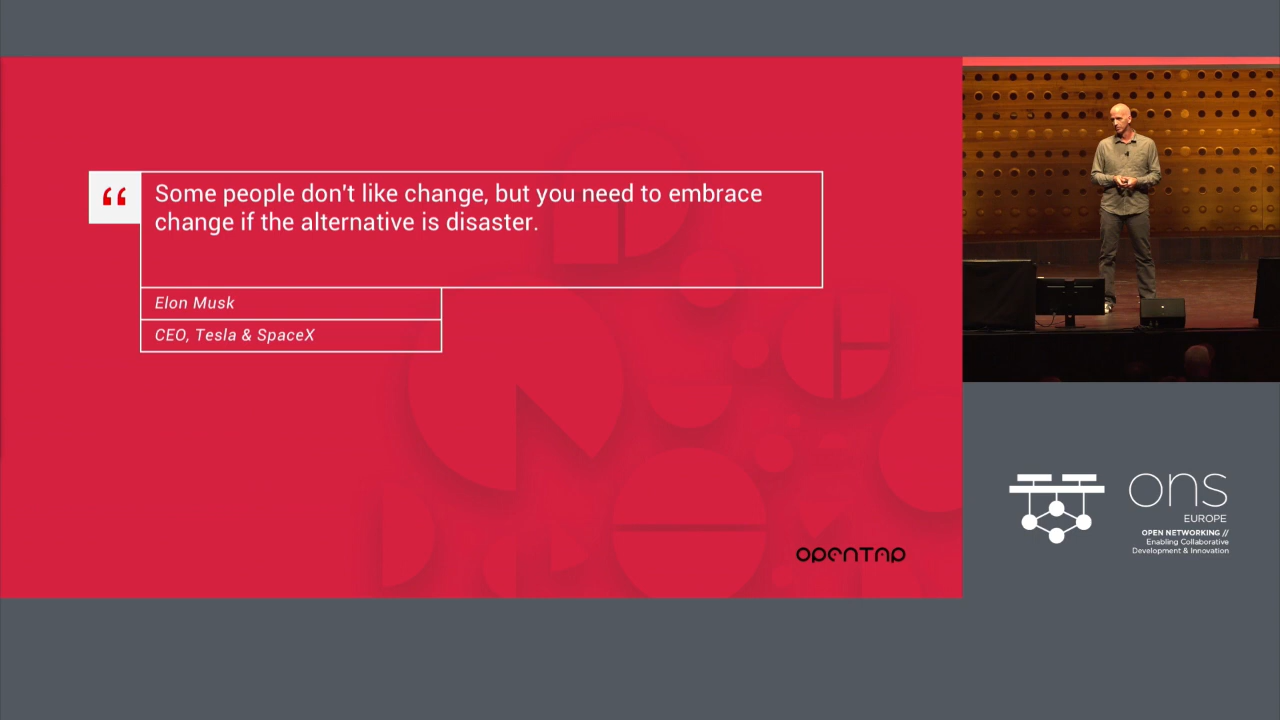 “
Some people don't like change, but you need to embrace
change if the alternative is disaster.
Elon Musk
CEO, Tesla & SpaceX
OPENTAP
ons
EUROPE
OPEN NETWORKING //
Enabling Collaborative
Development & Innovation